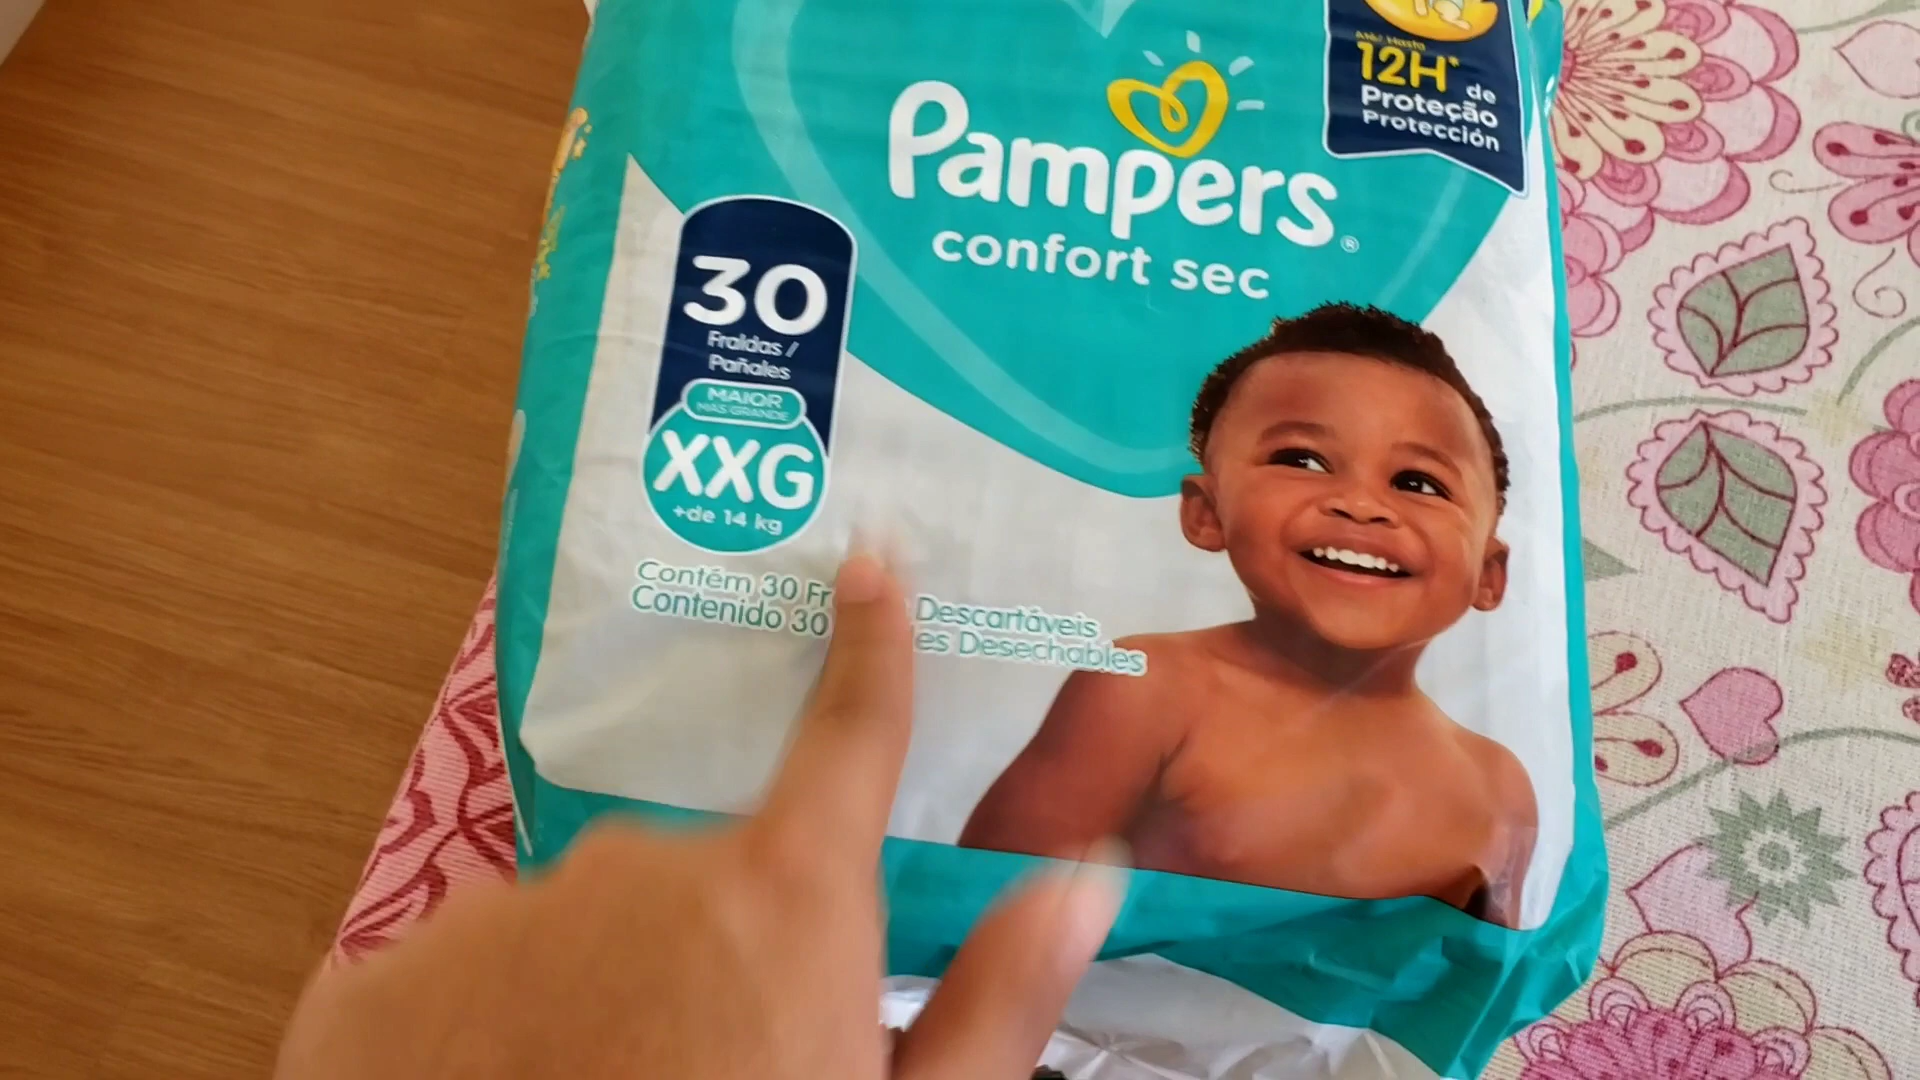 Até/Hasta
12H*
de
Proteção
Protección
Pampers®
confort sec
30
Fraldas /
Pañales
MAIOR
MÁS GRANDE
XXG
+de 14 kg
Contém 30 Fr Descartáveis
Contenido 30 es Desechables